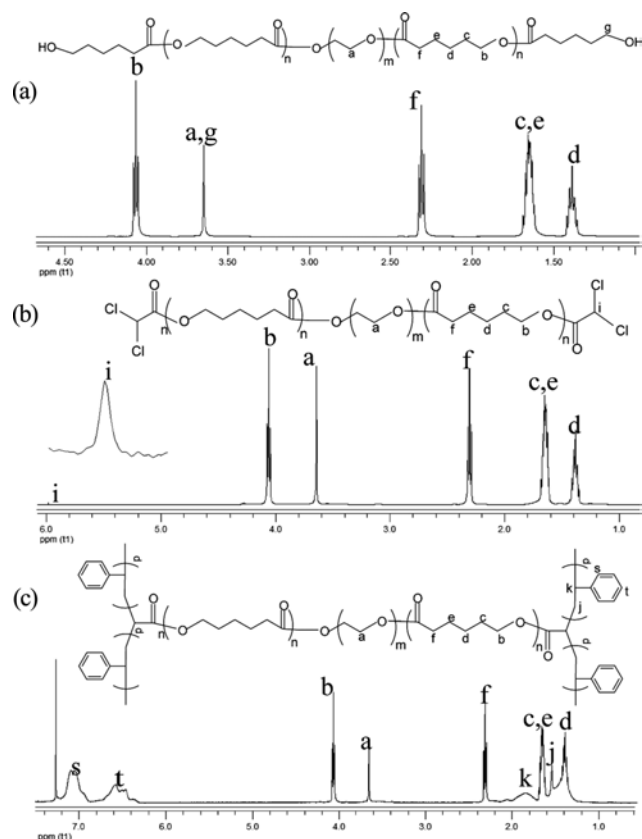 HO O O O O O O O O g OH
n a m f e d c b n
(a)
b
a,g
f
c,e
d
4.50 4.00 3.50 3.00 2.50 2.00 1.50 1.00
ppm (t1)
(b)
Cl Cl O O O O O O O O O Cl i Cl
n n a m f e d c b n
b
a
f
c,e
d
i
i
6.0 5.0 4.0 3.0 2.0 1.0
ppm (t1)
(c)
k s t
j
n n a m f e d c b n
O O O O O O O O O
b
a
f
c,e
d
j
k
s
t
7.0 6.0 5.0 4.0 3.0 2.0 1.0
ppm (t1)